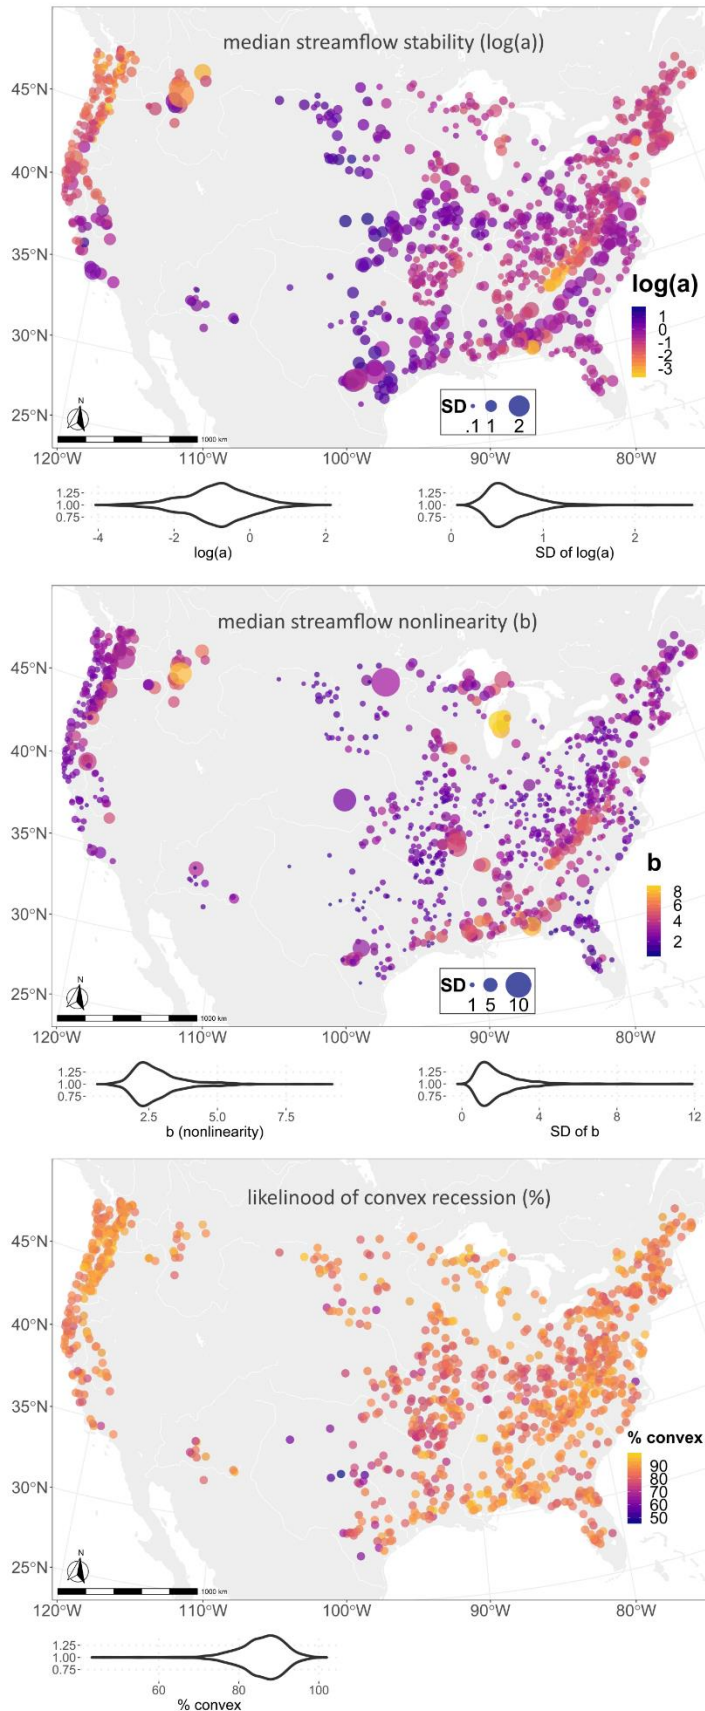 median streamflow stability (log(a))
45°N
40°N
35°N
30°N
25°N
log(a)
1
0
-1
-2
-3
SD
.1 1 2
N
1000 km
120°W 110°W 100°W 90°W 80°W
1.25
1.00
0.75
-4 -2 0 2
log(a)
1.25
1.00
0.75
0 1 2
SD of log(a)
median streamflow nonlinearity (b)
45°N
40°N
35°N
30°N
25°N
b
8
6
4
2
SD
1 5 10
N
1000 km
120°W 110°W 100°W 90°W 80°W
1.25
1.00
0.75
2.5 5.0 7.5
b (nonlinearity)
1.25
1.00
0.75
0 4 8 12
SD of b
likelinood of convex recession (%)
45°N
40°N
35°N
30°N
25°N
% convex
90
80
70
60
50
N
1000 km
120°W 110°W 100°W 90°W 80°W
1.25
1.00
0.75
60 80 100
% convex